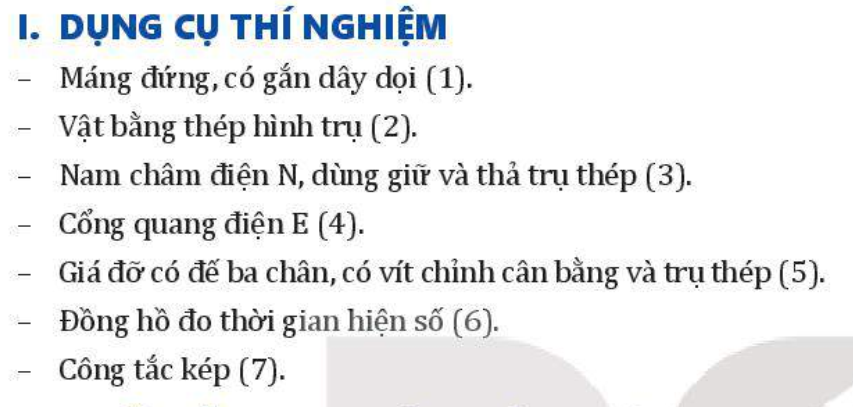 I. DỤNG CỤ THÍ NGHIỆM
– Máng đứng, có gắn dây dọi (1).
– Vật bằng thép hình trụ (2).
– Nam châm điện N, dùng giữ và thả trụ thép (3).
– Cổng quang điện E (4).
– Giá đỡ có đế ba chân, có vít chỉnh cân bằng và trụ thép (5).
– Đồng hồ đo thời gian hiện số (6).
– Công tắc kép (7).